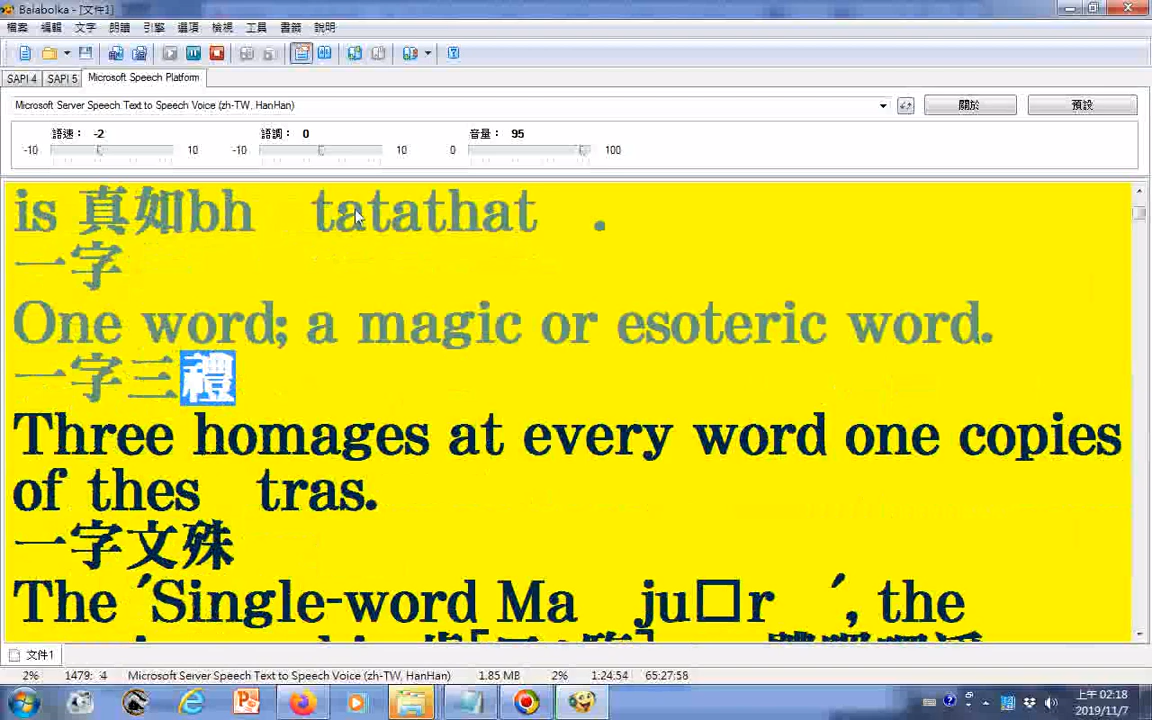 Balabolka - [文件1]
檔案 編輯 文字 朗讀 引擎 選項 檢視 工具 書籤 說明
SAPI 4 SAPI 5 Microsoft Speech Platform
Microsoft Server Speech Text to Speech Voice (zh-TW, HanHan) 關於 預設
語速： -2 語調： 0 音量： 95
-10 10 -10 10 0 100
is 真如bh tatathat .
一字
One word; a magic or esoteric word.
一字三禮
Three homages at every word one copies
of thes tras.
一字文殊
The ´Single-word Ma ju□r ´, the
文件1
2% 1479: 4 Microsoft Server Speech Text to Speech Voice (zh-TW, HanHan) 1.85 MB 2% 1:24:54 65:27:58
上午 02:18
2019/11/7